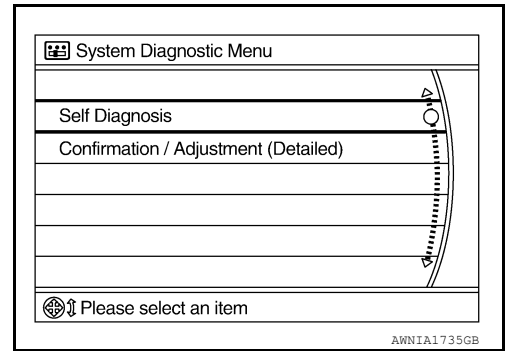 System Diagnostic Menu
Self Diagnosis
Confirmation / Adjustment (Detailed)
Please select an item
AWNIA1735GB